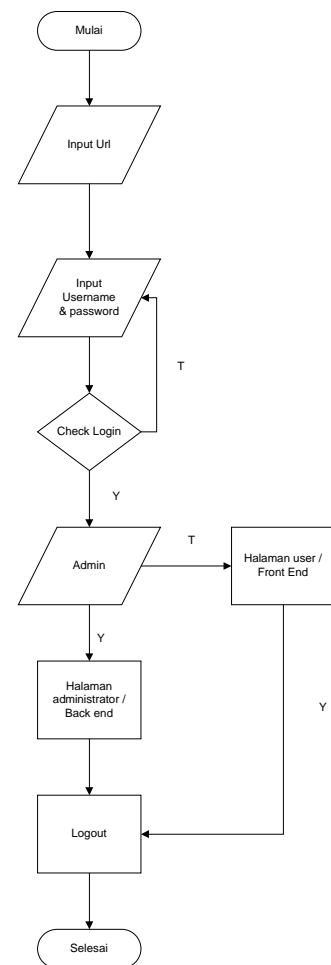 Mulai
Input Url
Input
Username
& password
T
Check Login
Y
Admin
T
Halaman user /
Front End
Y
Halaman
administrator /
Back end
Y
Logout
Selesai